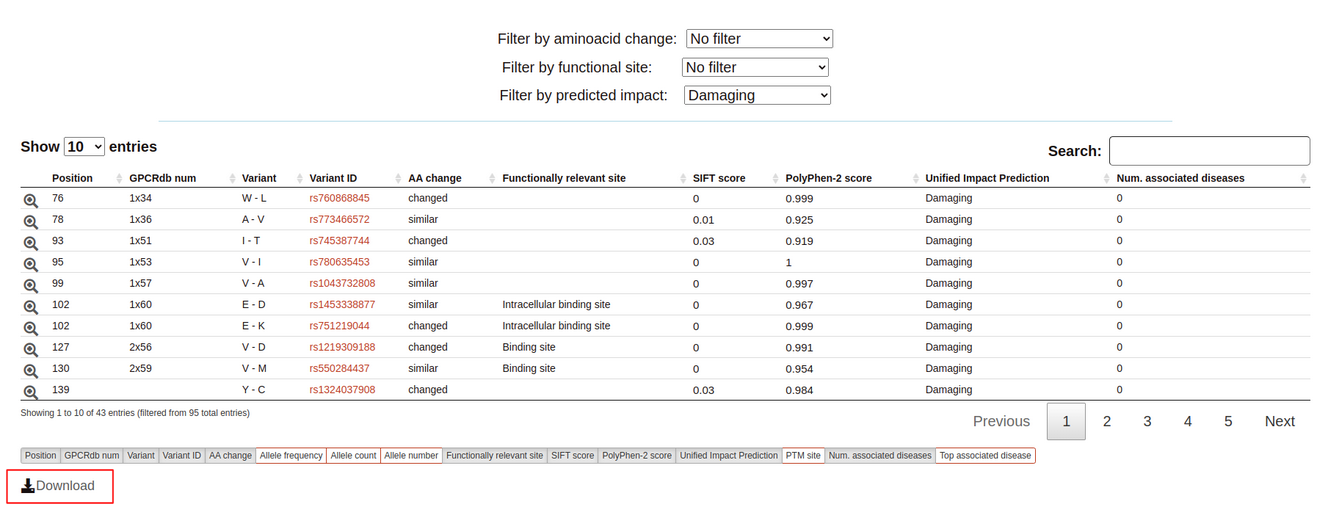 Filter by aminoacid change: No filter
Filter by functional site: No filter
Filter by predicted impact: Damaging
Show 10 entries Search:
Position GPCRdb num Variant Variant ID AA change Functionally relevant site SIFT score PolyPhen-2 score Unified Impact Prediction Num. associated diseases
76 1x34 W - L rs760868845 changed 0 0.999 Damaging 0
78 1x36 A - V rs773466572 similar 0.01 0.925 Damaging 0
93 1x51 I - T rs745387744 changed 0.03 0.919 Damaging 0
95 1x53 V - I rs780635453 similar 0 1 Damaging 0
99 1x57 V - A rs1043732808 similar 0 0.997 Damaging 0
102 1x60 E - D rs1453338877 similar Intracellular binding site 0 0.967 Damaging 0
102 1x60 E - K rs751219044 changed Intracellular binding site 0 0.999 Damaging 0
127 2x56 V - D rs1219309188 changed Binding site 0 0.991 Damaging 0
130 2x59 V - M rs550284437 similar Binding site 0 0.954 Damaging 0
139 Y - C rs1324037908 changed 0.03 0.984 Damaging 0
Showing 1 to 10 of 43 entries (filtered from 95 total entries)
Previous 1 2 3 4 5 Next
Position GPCRdb num Variant Variant ID AA change Allele frequency Allele count Allele number Functionally relevant site SIFT score PolyPhen-2 score Unified Impact Prediction PTM site Num. associated diseases Top associated disease
Download